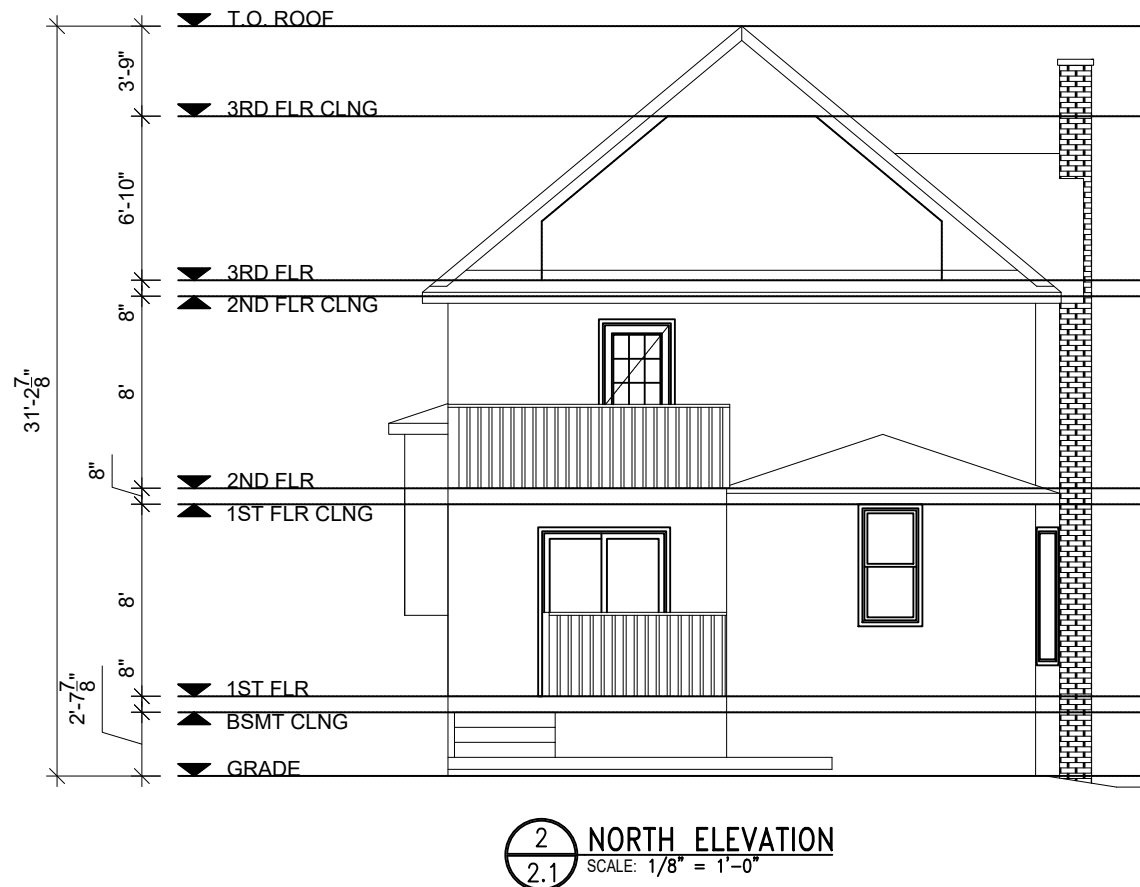 T.O. ROOF
3'-9"
3RD FLR CLNG
6'-10"
3RD FLR
8"
2ND FLR CLNG
31'-2 7/8"
8'
8"
2ND FLR
1ST FLR CLNG
8'
8"
2'-7 7/8"
1ST FLR
BSMT CLNG
GRADE
2
2.1
NORTH ELEVATION
SCALE: 1/8" = 1'-0"